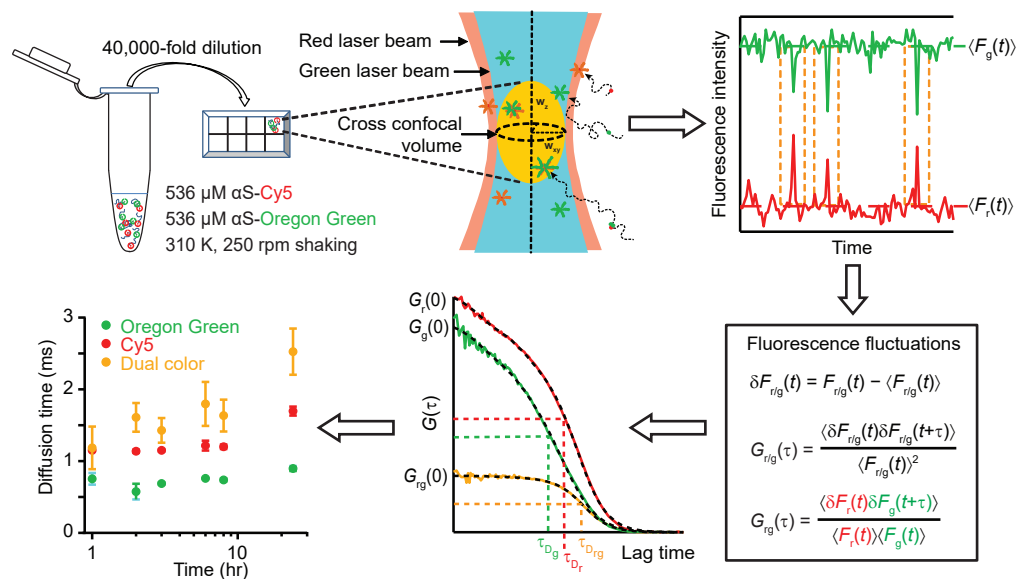 40,000-fold dilution
536 µM αS-Cy5
536 µM αS-Oregon Green
310 K, 250 rpm shaking
Red laser beam
Green laser beam
Cross confocal
volume
w_z
w_xy
Fluorescence intensity
⟨F_g(t)⟩
⟨F_r(t)⟩
Time
Fluorescence fluctuations
δF_r/g(t) = F_r/g(t) − ⟨F_r/g(t)⟩
G_r/g(τ) = ⟨δF_r/g(t)δF_r/g(t+τ)⟩ / ⟨F_r/g(t)⟩²
G_rg(τ) = ⟨δF_r(t)δF_g(t+τ)⟩ / ⟨F_r(t)⟩⟨F_g(t)⟩
G_r(0)
G_g(0)
G(τ)
G_rg(0)
τ_Dg
τ_Dr
τ_Drg
Lag time
Diffusion time (ms)
3
2
1
0
Oregon Green
Cy5
Dual color
1
10
Time (hr)